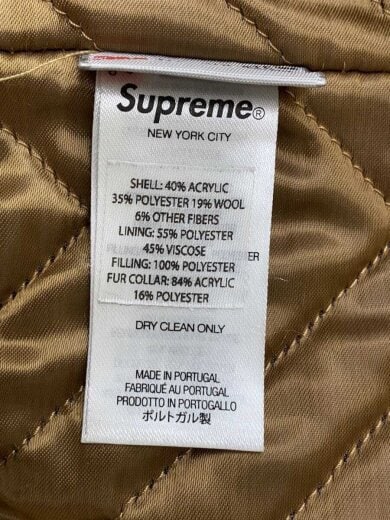 Supreme®
NEW YORK CITY
SHELL: 40% ACRYLIC
35% POLYESTER 19% WOOL
6% OTHER FIBERS
LINING: 55% POLYESTER
45% VISCOSE
FILLING: 100% POLYESTER
FUR COLLAR: 84% ACRYLIC
16% POLYESTER
DRY CLEAN ONLY
MADE IN PORTUGAL
FABRIQUÉ AU PORTUGAL
PRODOTTO IN PORTOGALLO
ポルトガル製